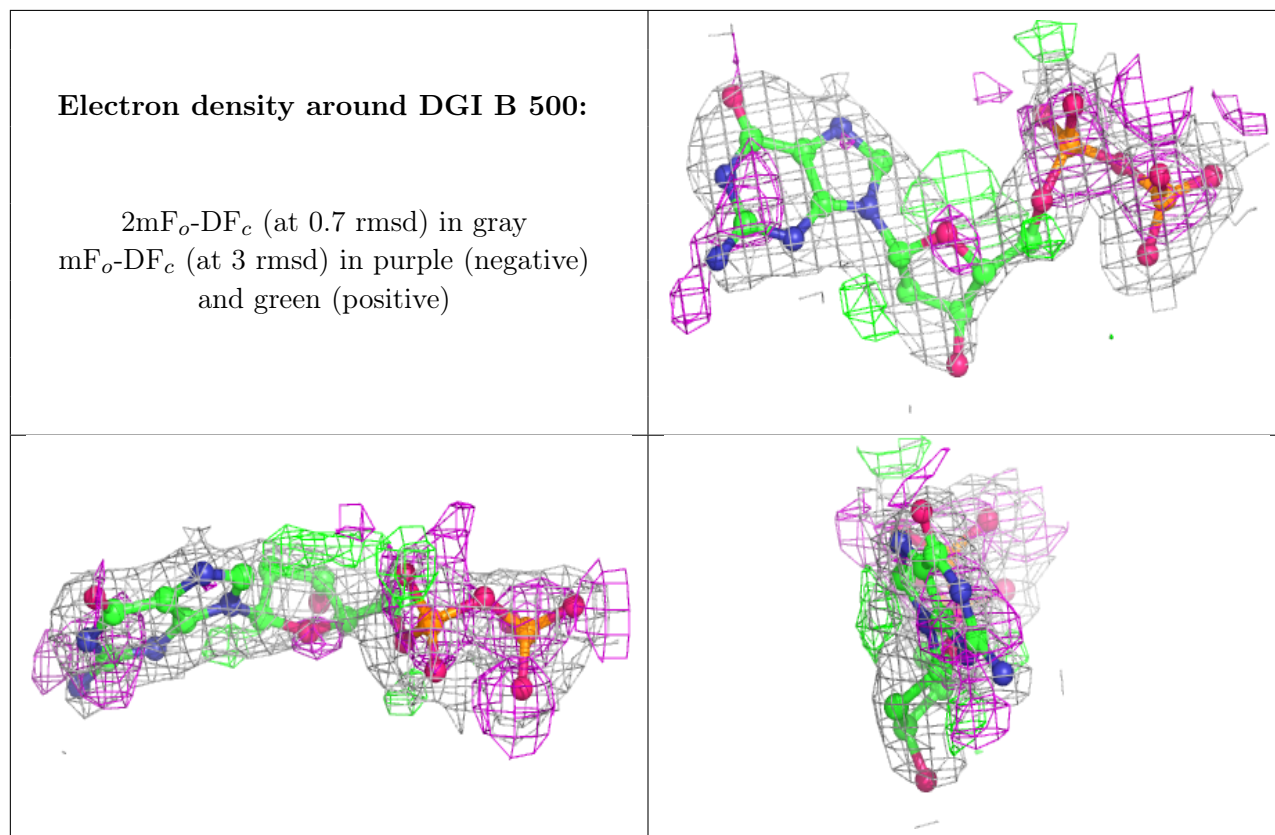 Electron density around DGI B 500:
2mFo-DFc (at 0.7 rmsd) in gray
mFo-DFc (at 3 rmsd) in purple (negative)
and green (positive)